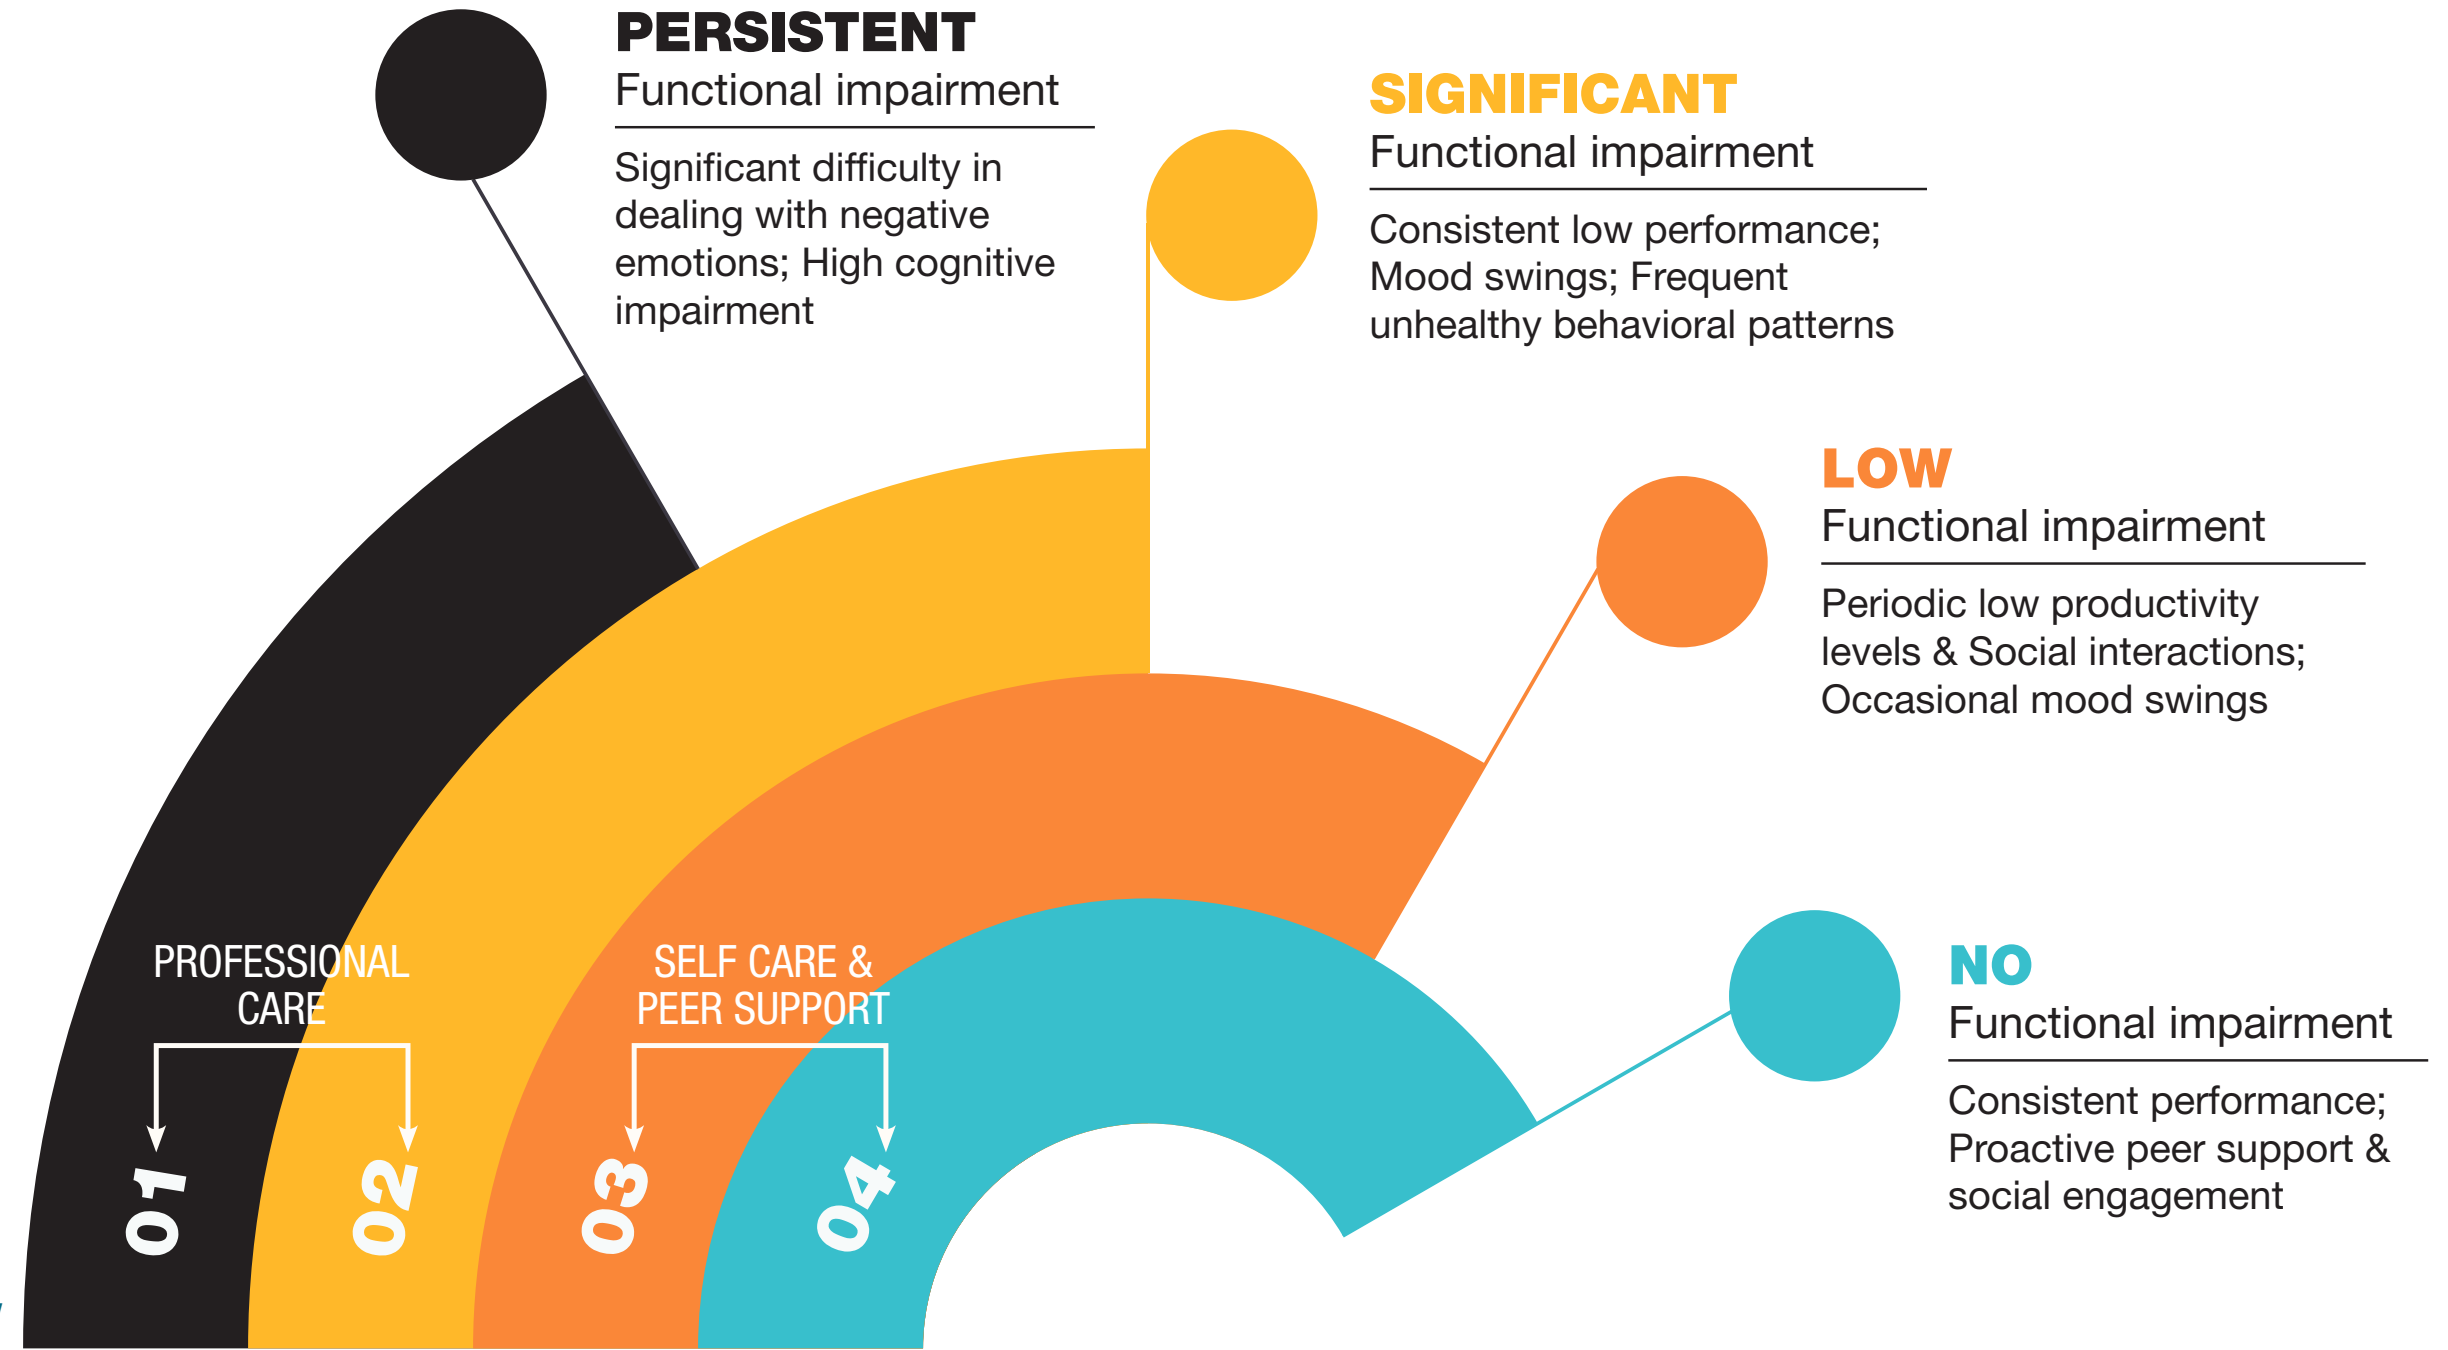 PERSISTENT
Functional impairment
Significant difficulty in
dealing with negative
emotions; High cognitive
impairment
SIGNIFICANT
Functional impairment
Consistent low performance;
Mood swings; Frequent
unhealthy behavioral patterns
LOW
Functional impairment
Periodic low productivity
levels & Social interactions;
Occasional mood swings
NO
Functional impairment
Consistent performance;
Proactive peer support &
social engagement
PROFESSIONAL
CARE
SELF CARE &
PEER SUPPORT
01
02
03
04